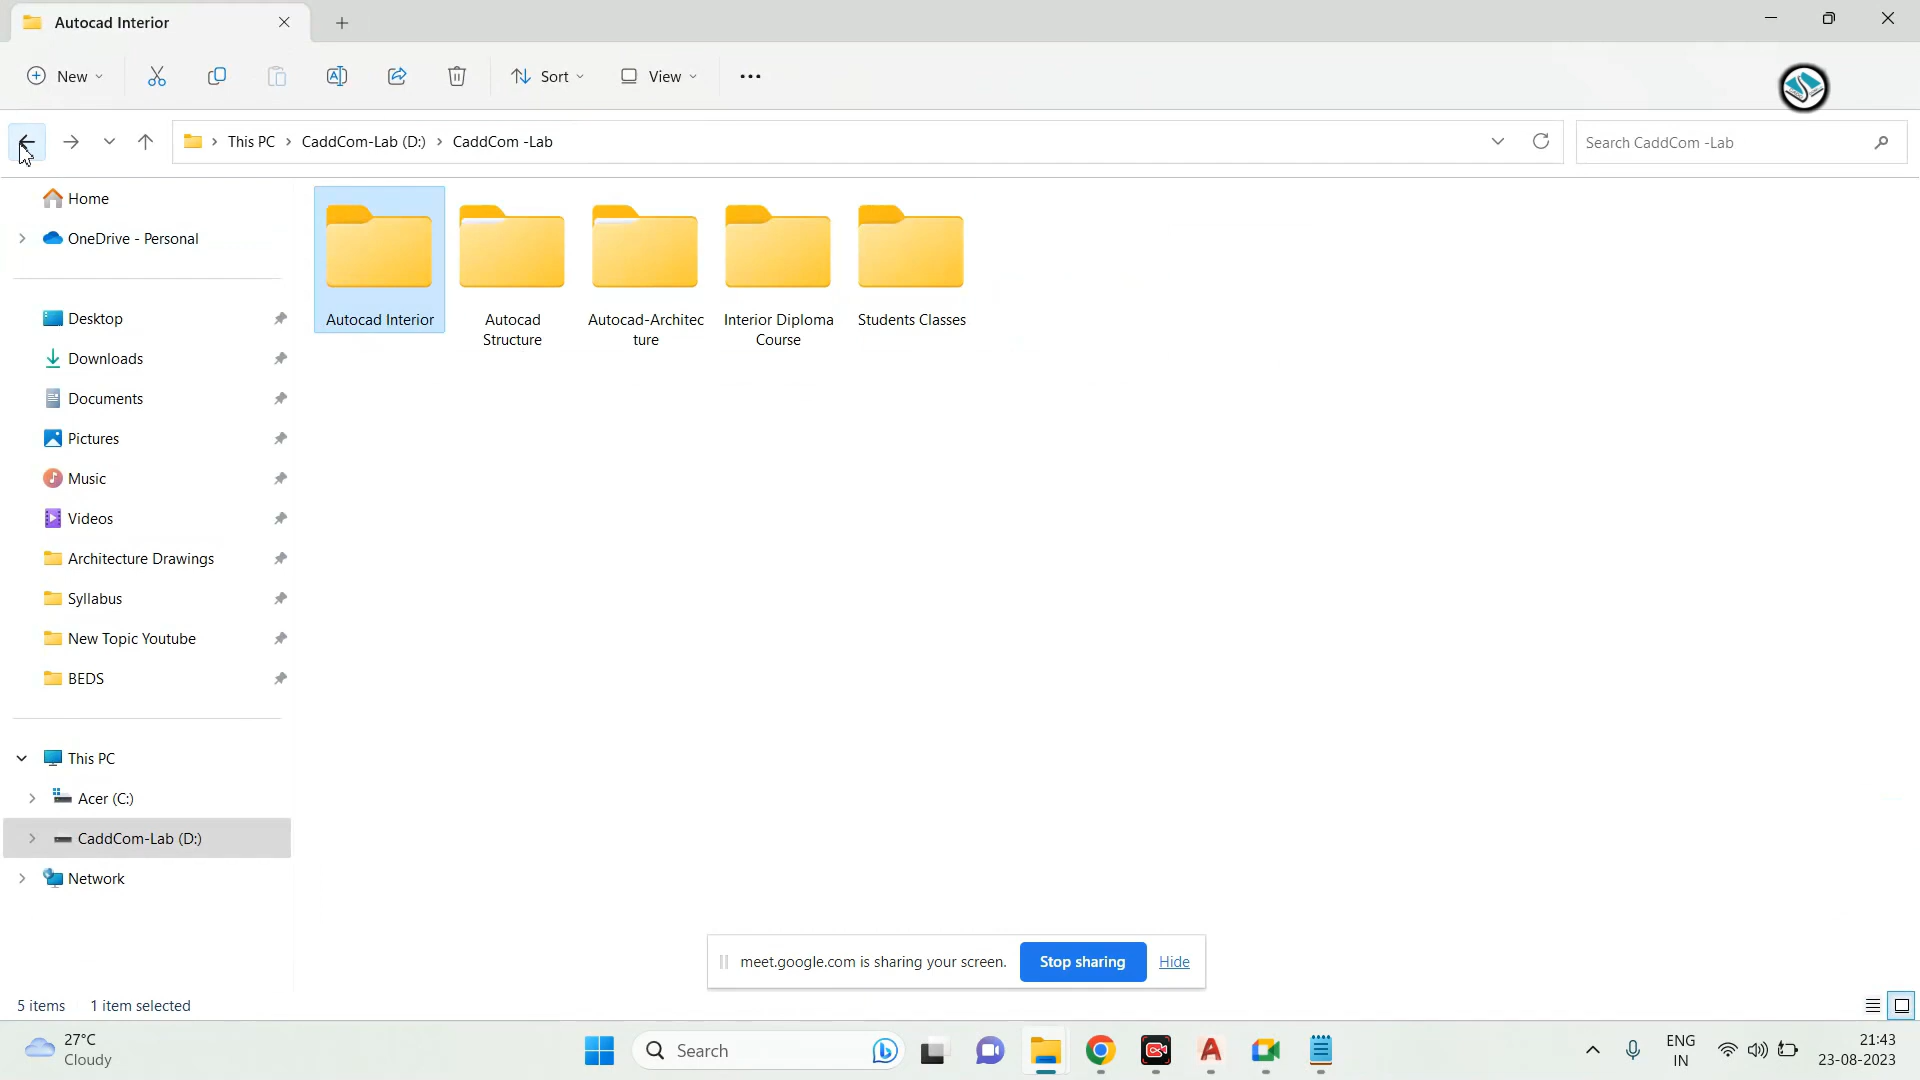 Autocad Interior
New
Sort
View
This PC
CaddCom-Lab (D:)
CaddCom -Lab
Search CaddCom -Lab
Home
OneDrive - Personal
Desktop
Downloads
Documents
Pictures
Music
Videos
Architecture Drawings
Syllabus
New Topic Youtube
BEDS
This PC
Acer (C:)
CaddCom-Lab (D:)
Network
Autocad Interior
Autocad
Structure
Autocad-Architec
ture
Interior Diploma
Course
Students Classes
meet.google.com is sharing your screen.
Stop sharing
Hide
5 items
1 item selected
27°C
Cloudy
Search
ENG
IN
21:43
23-08-2023